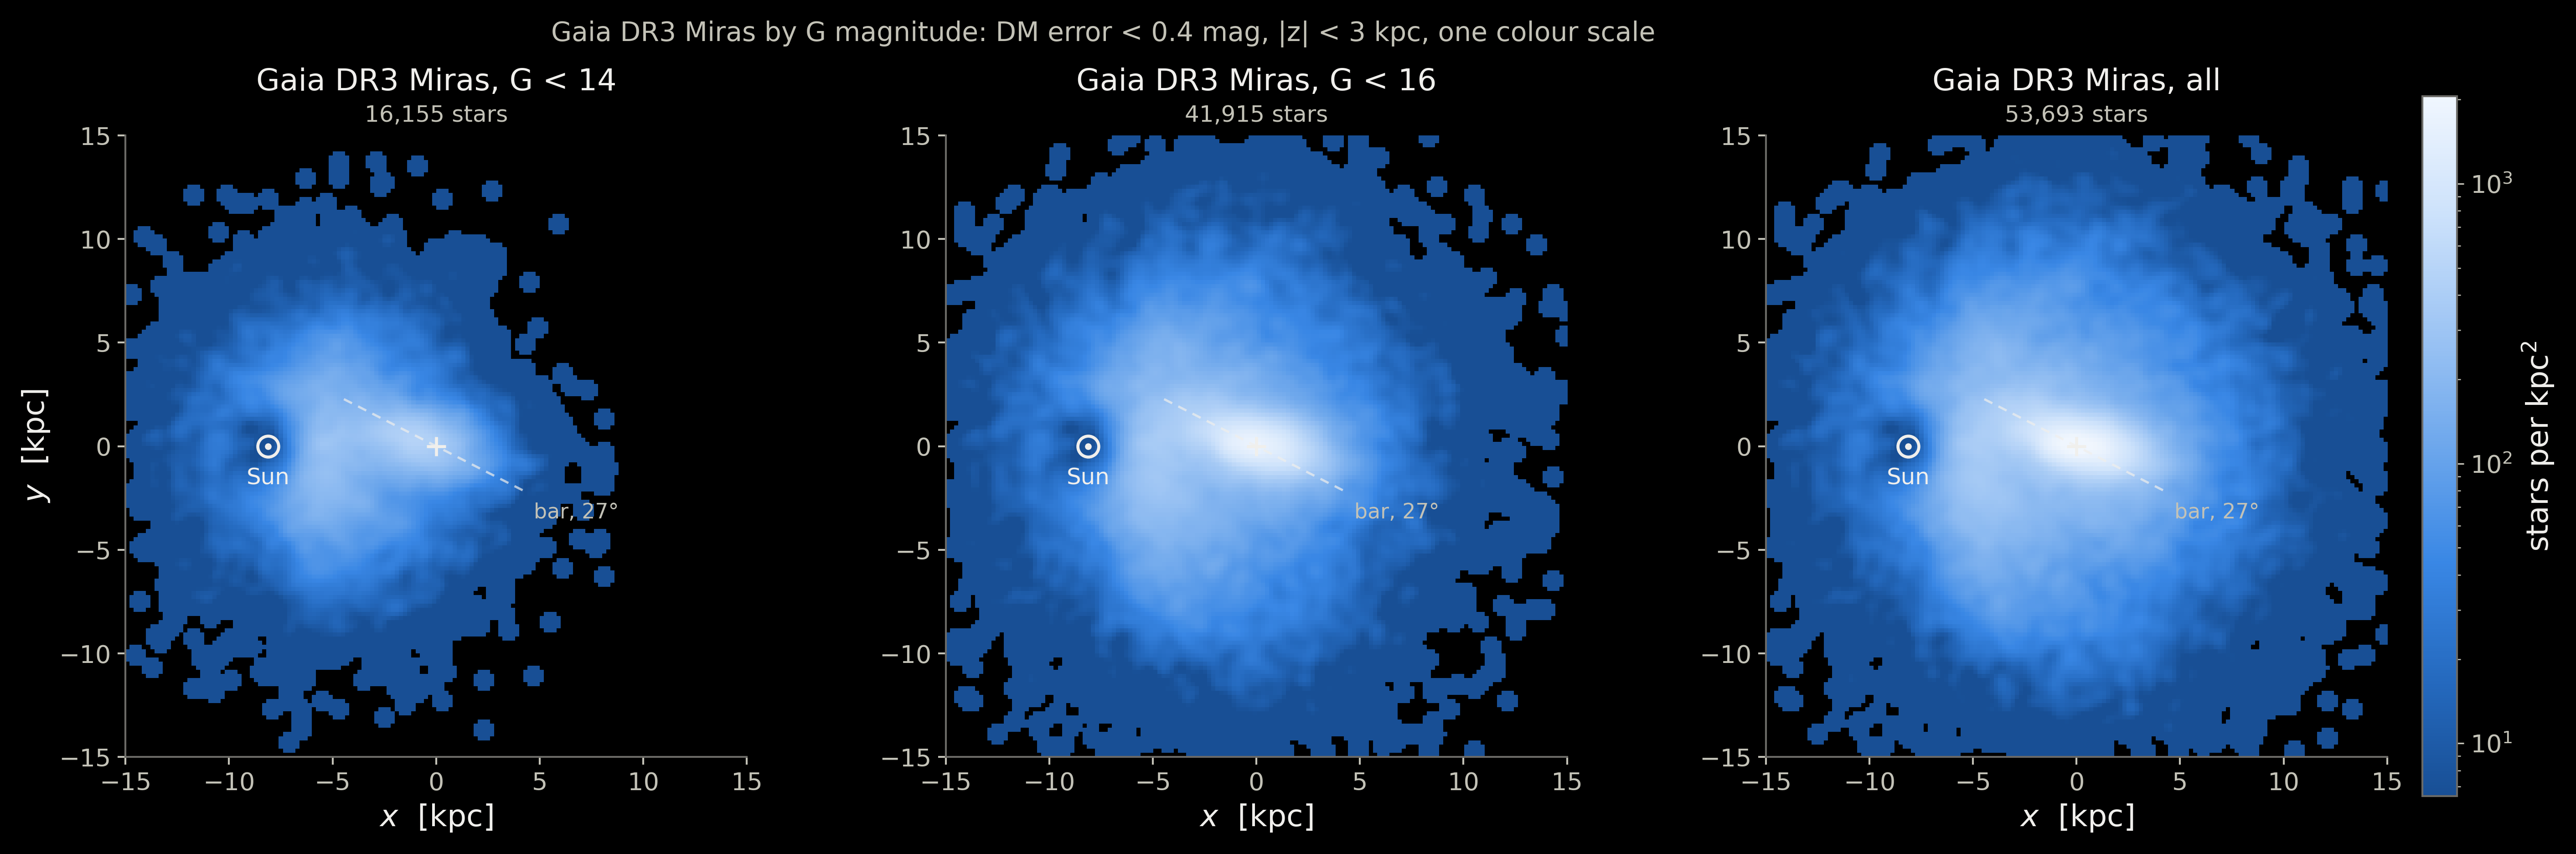 Gaia DR3 Miras by G magnitude: DM error < 0.4 mag, |z| < 3 kpc, one colour scale
Gaia DR3 Miras, G < 14
16,155 stars
15
10
5
0
−5
−10
−15
y [kpc]
Sun
bar, 27°
−15 −10 −5 0 5 10 15
x [kpc]
Gaia DR3 Miras, G < 16
41,915 stars
15
10
5
0
−5
−10
−15
Sun
bar, 27°
−15 −10 −5 0 5 10 15
x [kpc]
Gaia DR3 Miras, all
53,693 stars
15
10
5
0
−5
−10
−15
Sun
bar, 27°
−15 −10 −5 0 5 10 15
x [kpc]
10³
10²
10¹
stars per kpc²